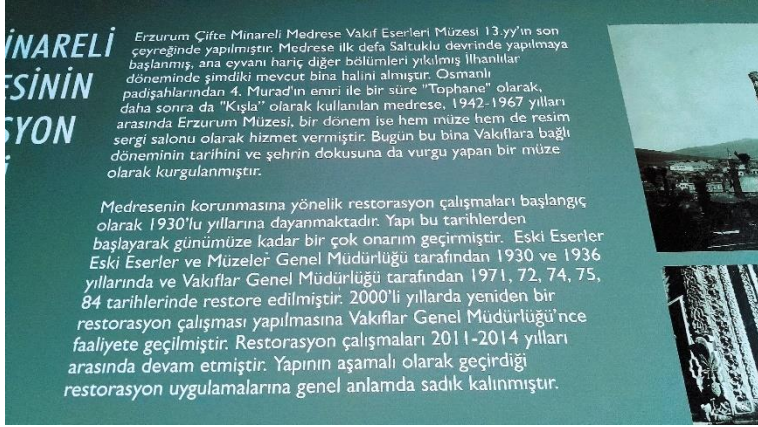 İNARELİ
ESİNİN
SYON
İ
Erzurum Çifte Minareli Medrese Vakıf Eserleri Müzesi 13.yy'ın son
çeyreğinde yapılmıştır. Medrese ilk defa Saltuklu devrinde yapılmaya
başlanmış, ana eyvanı hariç diğer bölümleri yıkılmış İlhanlılar
döneminde şimdiki mevcut bina halini almıştır. Osmanlı
padişahlarından 4. Murad'ın emri ile bir süre "Tophane" olarak,
daha sonra da "Kışla" olarak kullanılan medrese, 1942-1967 yılları
arasında Erzurum Müzesi, bir dönem ise hem müze hem de resim
sergi salonu olarak hizmet vermiştir. Bugün bu bina Vakıflara bağlı
döneminin tarihini ve şehrin dokusuna da vurgu yapan bir müze
olarak kurgulanmıştır.
Medresenin korunmasına yönelik restorasyon çalışmaları başlangıç
olarak 1930'lu yıllarına dayanmaktadır. Yapı bu tarihlerden
başlayarak günümüze kadar bir çok onarım geçirmiştir. Eski Eserler
Eski Eserler ve Müzeler Genel Müdürlüğü tarafından 1930 ve 1936
yıllarında ve Vakıflar Genel Müdürlüğü tarafından 1971, 72, 74, 75,
84 tarihlerinde restore edilmiştir. 2000'li yıllarda yeniden bir
restorasyon çalışması yapılmasına Vakıflar Genel Müdürlüğü'nce
faaliyete geçilmiştir. Restorasyon çalışmaları 2011-2014 yılları
arasında devam etmiştir. Yapının aşamalı olarak geçirdiği
restorasyon uygulamalarına genel anlamda sadık kalınmıştır.